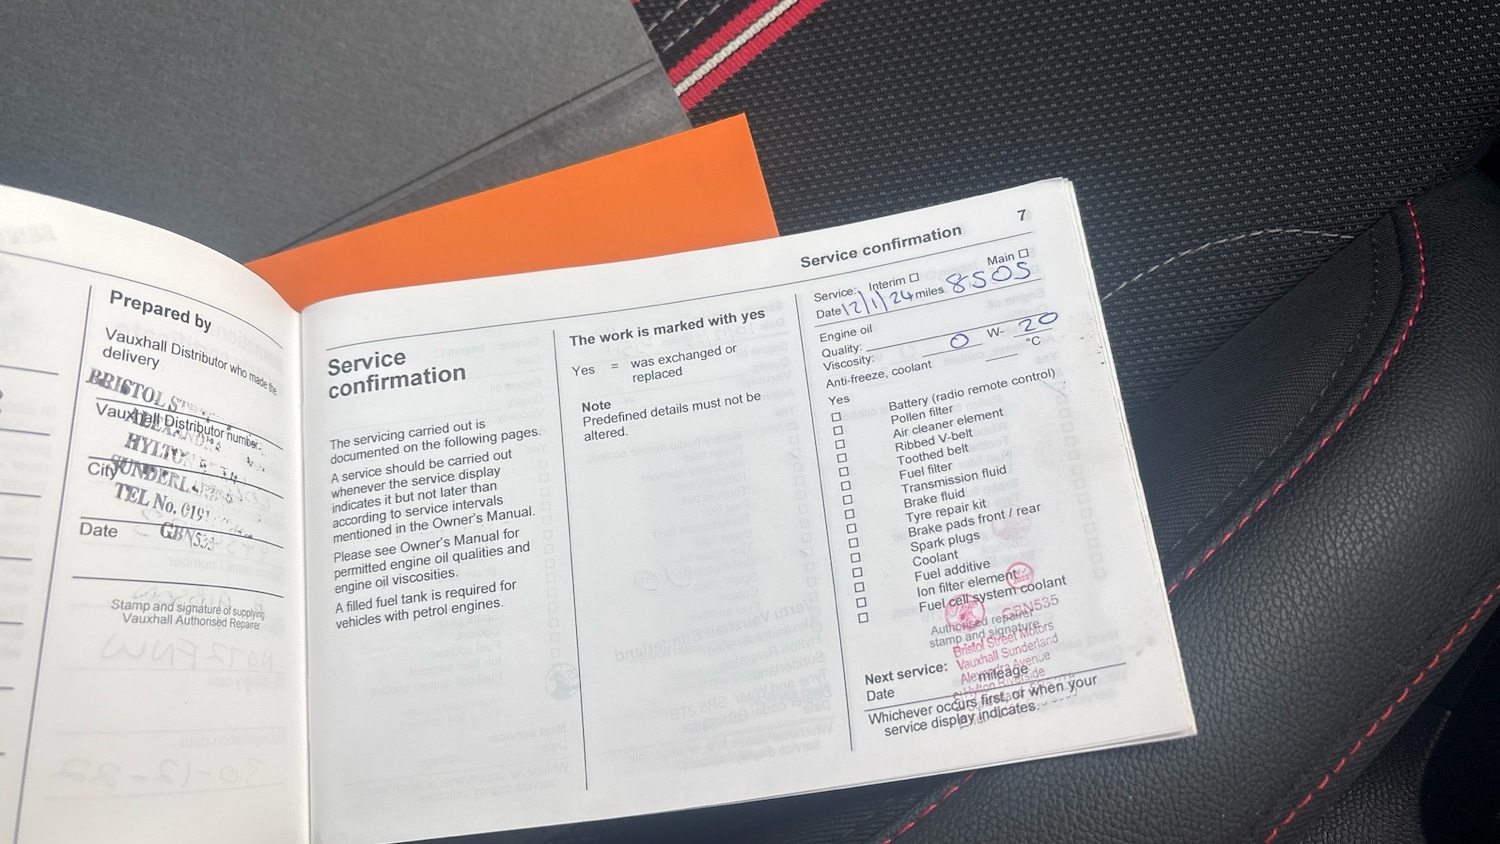 Prepared by
Vauxhall Distributor who made the
delivery
BRISTOL
Vauxhall Distributor number
HYLTON
City
SUNDERL
TEL No. 0191
Date
GBN535
Stamp and signature of supplying
Vauxhall Authorised Repairer
Service
confirmation
The servicing carried out is
documented on the following pages.
A service should be carried out
whenever the service display
indicates it but not later than
according to service intervals
mentioned in the Owner's Manual.
Please see Owner's Manual for
permitted engine oil qualities and
engine oil viscosities.
A filled fuel tank is required for
vehicles with petrol engines.
The work is marked with yes
Yes = was exchanged or
replaced
Note
Predefined details must not be
altered.
Service confirmation 7
Service: Interim Main
Date 12/1/24 miles 8505
Engine oil
Quality:
Viscosity: 0 W- 20
Anti-freeze, coolant °C
Yes
Battery (radio remote control)
Pollen filter
Air cleaner element
Ribbed V-belt
Toothed belt
Fuel filter
Transmission fluid
Brake fluid
Tyre repair kit
Brake pads front / rear
Spark plugs
Coolant
Fuel additive
Ion filter element
Fuel cell system coolant
GBN535
Authorised repairer
stamp and signature
Bristol Street Motors
Vauxhall Sunderland
Alexandra Avenue
Hylton Riverside
Next service:
Date mileage
Whichever occurs first, or when your
service display indicates.